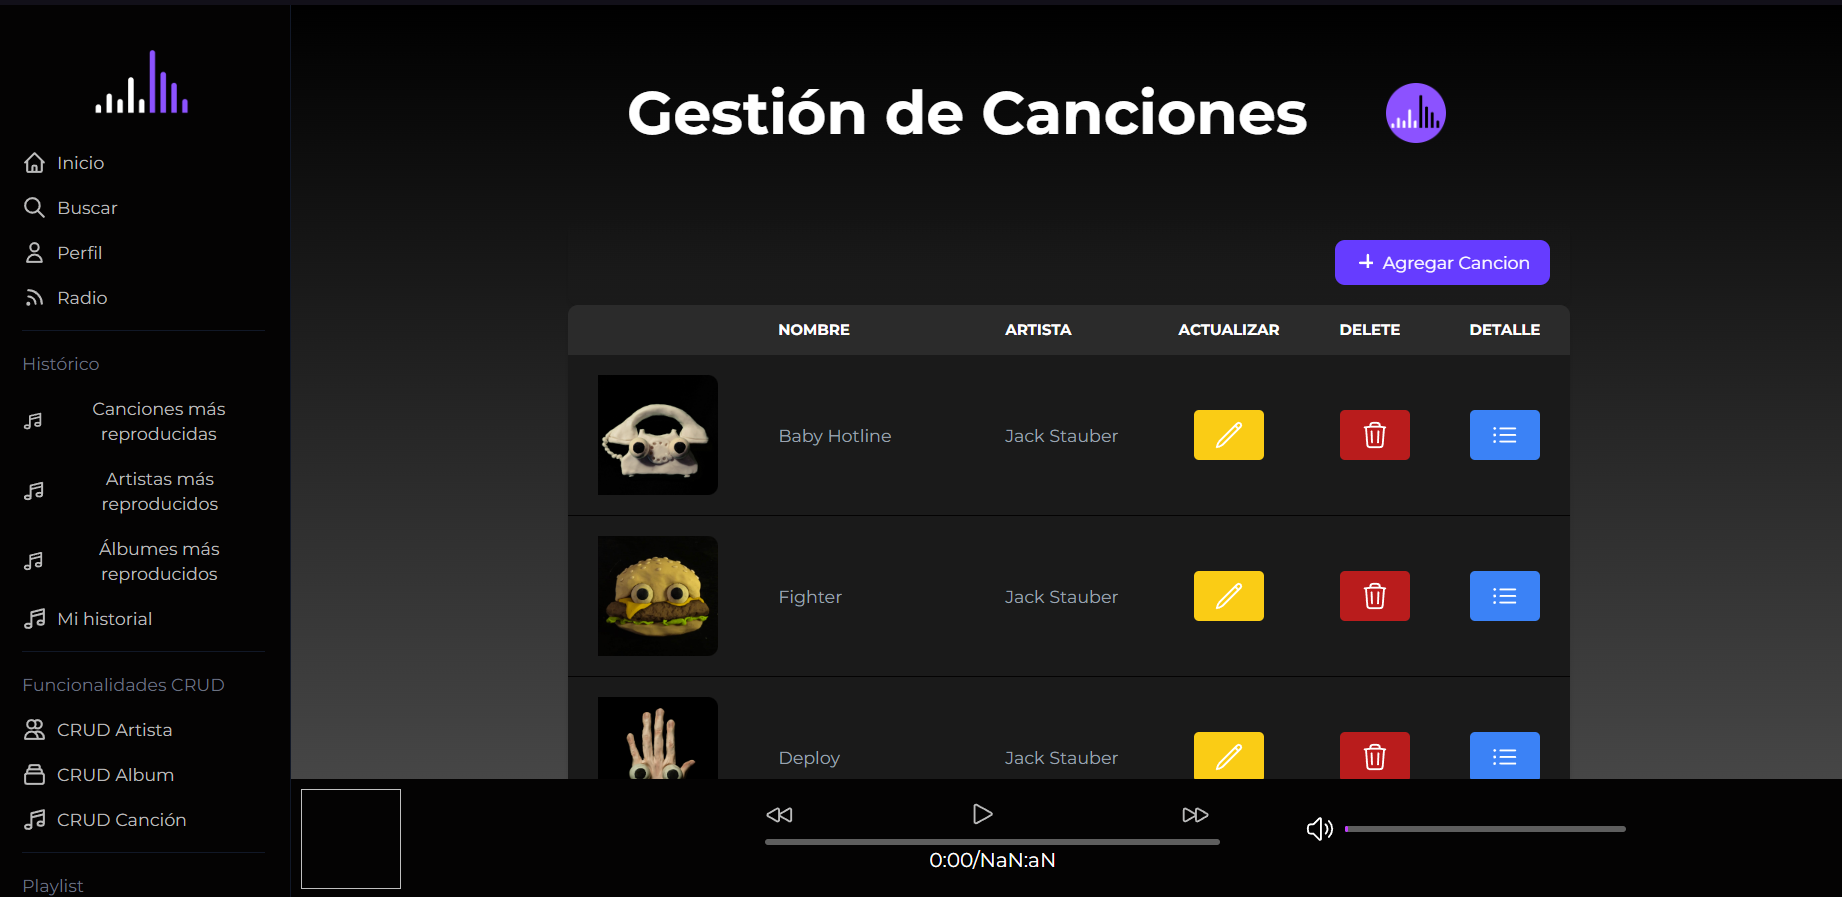 Inicio
Buscar
Perfil
Radio
Histórico
Canciones más
reproducidas
Artistas más
reproducidos
Álbumes más
reproducidos
Mi historial
Funcionalidades CRUD
CRUD Artista
CRUD Album
CRUD Canción
Playlist
Gestión de Canciones
+ Agregar Cancion
NOMBRE ARTISTA ACTUALIZAR DELETE DETALLE
Baby Hotline Jack Stauber
Fighter Jack Stauber
Deploy Jack Stauber
0:00/NaN:aN